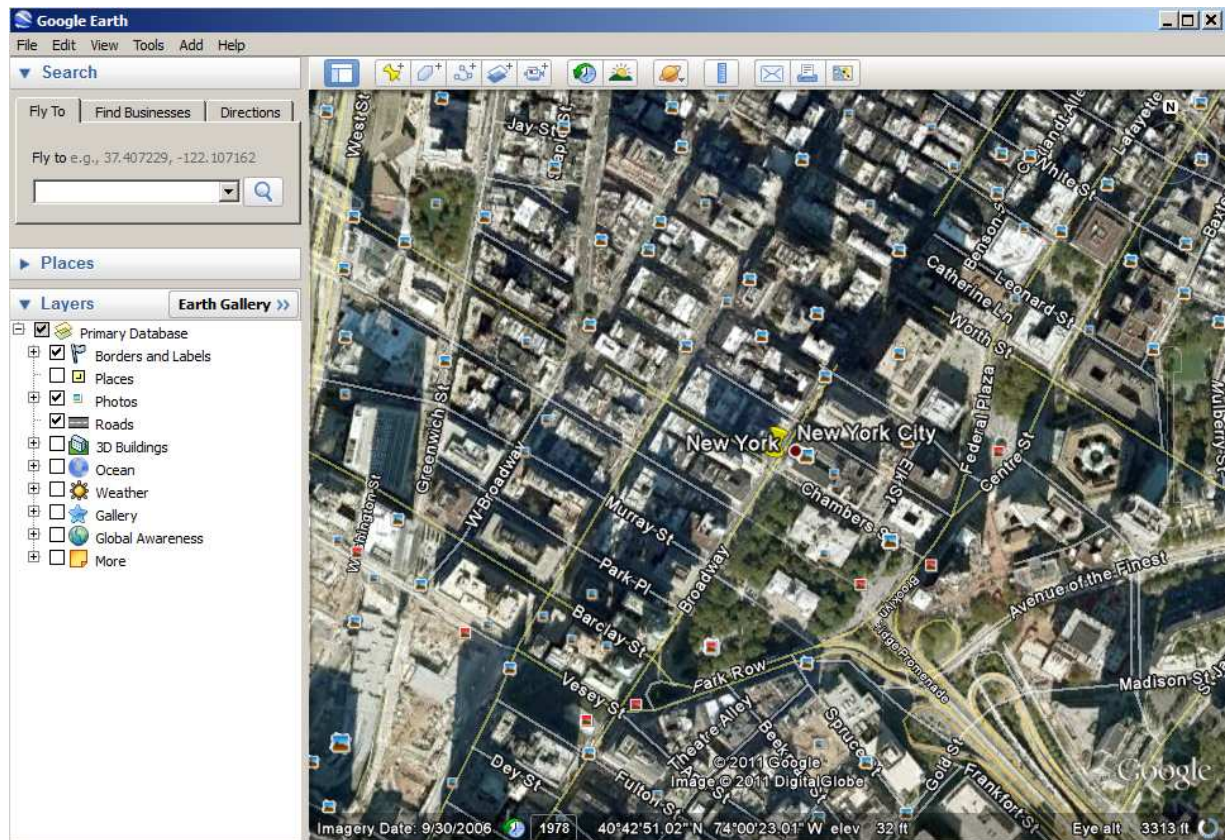 Google Earth
File Edit View Tools Add Help
Search
Fly To Find Businesses Directions
Fly to e.g., 37.407229, -122.107162
Places
Layers Earth Gallery >>
Primary Database
Borders and Labels
Places
Photos
Roads
3D Buildings
Ocean
Weather
Gallery
Global Awareness
More
N
West St
Jay St
Lafayette
White St
Benson
Leonard St
Catherine Ln
Worth St
Federal Plaza
Centre St
Mulberry St
New York
New York City
Elk St
Chambers St
Greenwich St
W Broadway
Murray St
Park Pl
Broadway
Barclay St
Avenue of the Finest
Park Row
Vesey St
Madison St
Theatre Alley
Spruce St
Gold St
Frankfort St
Dey St
Fulton St
© 2011 Google
Image © 2011 DigitalGlobe
Google
Imagery Date: 9/30/2006 1978 40°42'51.02" N 74°00'23.01" W elev 32 ft Eye alt 3313 ft